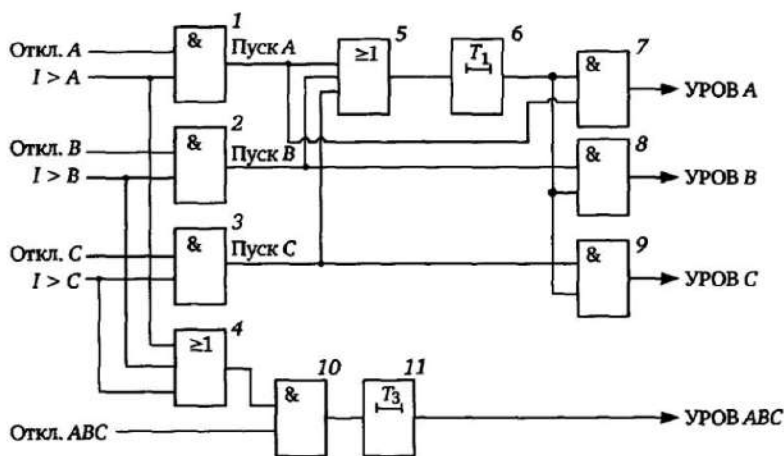 1
Откл. A
&
Пуск A
I > A
5
≥1
6
T₁
7
&
УРОВ A
2
Откл. B
&
Пуск B
I > B
8
&
УРОВ B
3
Откл. C
&
Пуск C
I > C
9
&
УРОВ C
4
≥1
10
&
11
T₃
Откл. ABC
УРОВ ABC